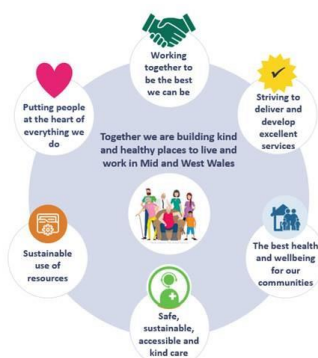 Working
together to
be the best
we can be
Striving to
deliver and
develop
excellent
services
Putting people
at the heart of
everything we
do
Together we are building kind
and healthy places to live and
work in Mid and West Wales
Sustainable
use of
resources
The best health
and wellbeing
for our
communities
Safe,
sustainable,
accessible and
kind care